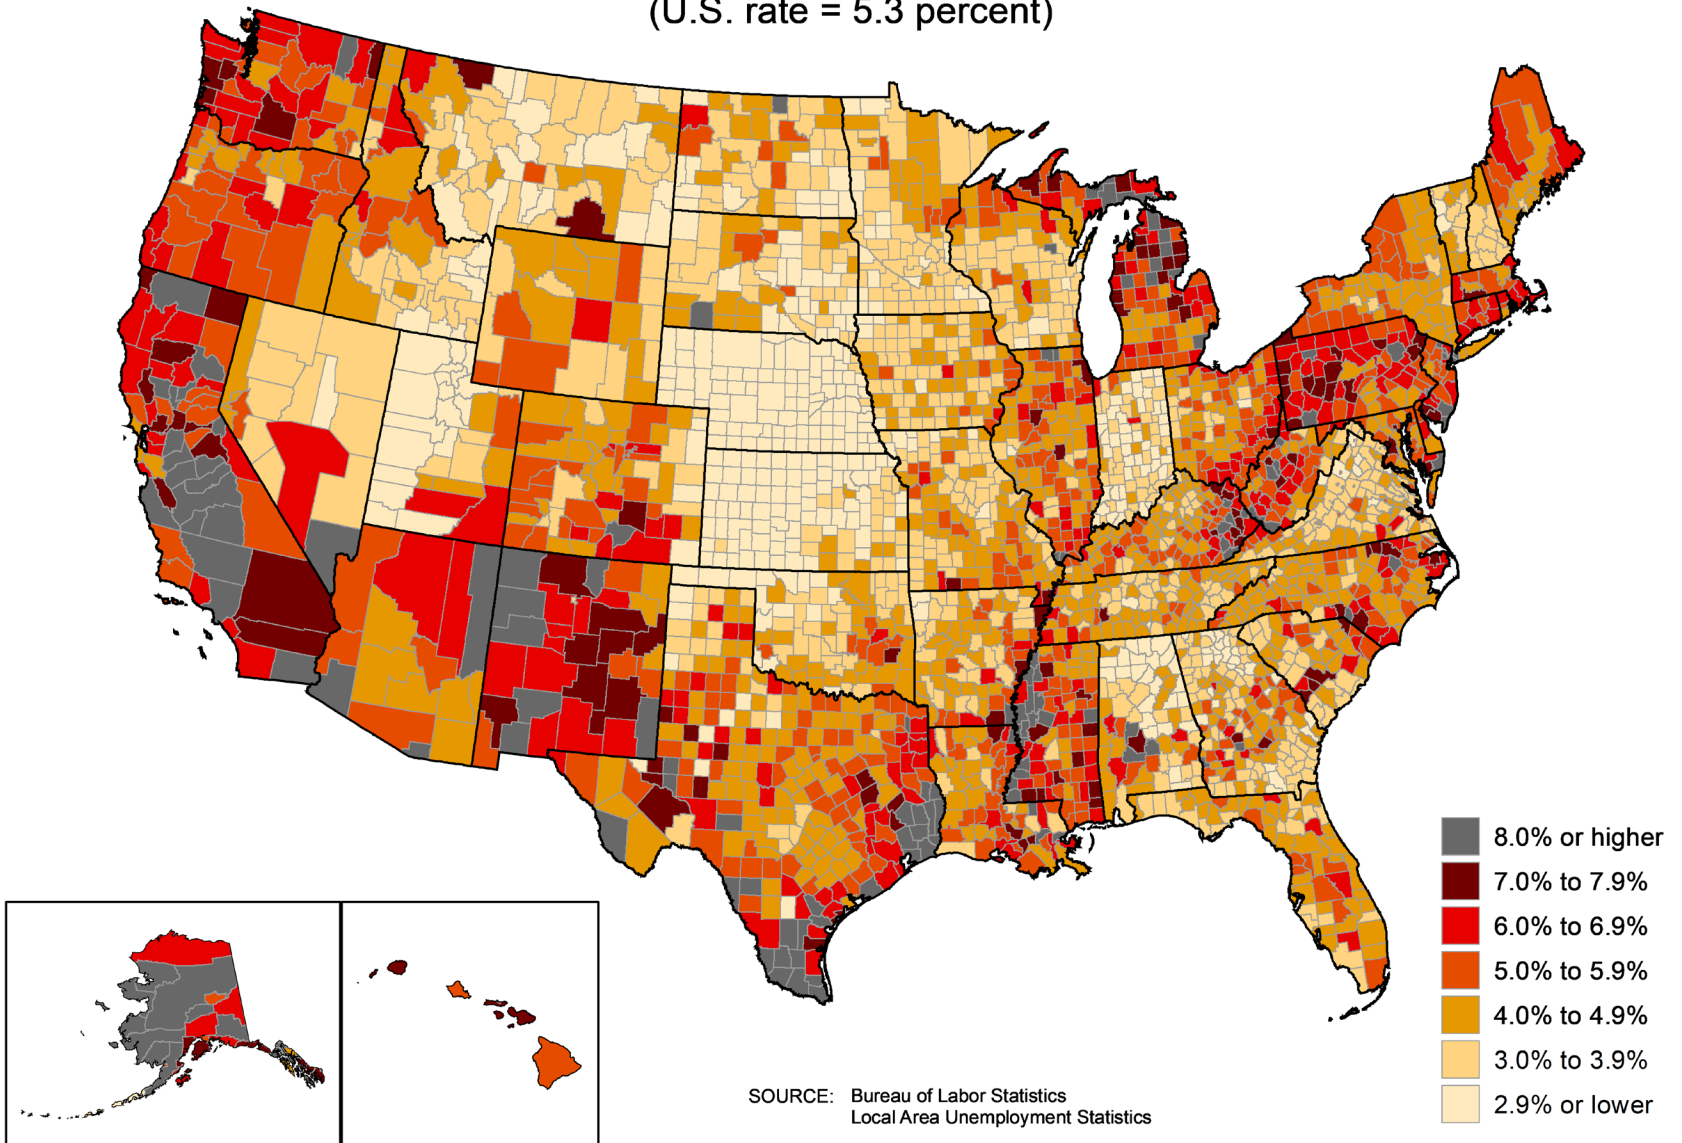 (U.S. rate = 5.3 percent)
8.0% or higher
7.0% to 7.9%
6.0% to 6.9%
5.0% to 5.9%
4.0% to 4.9%
3.0% to 3.9%
2.9% or lower
SOURCE: Bureau of Labor Statistics
Local Area Unemployment Statistics